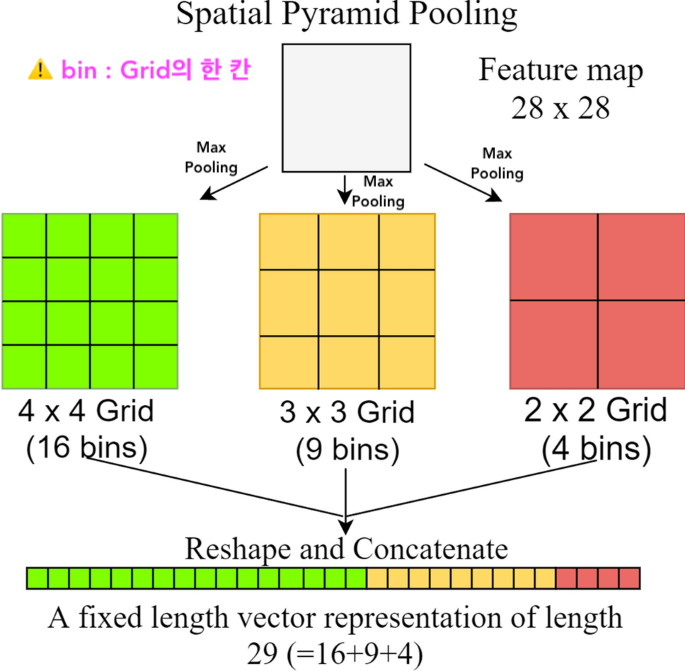 Spatial Pyramid Pooling
⚠ bin : Grid의 한 칸
Feature map
28 x 28
Max
Pooling
Max
Pooling
Max
Pooling
4 x 4 Grid
(16 bins)
3 x 3 Grid
(9 bins)
2 x 2 Grid
(4 bins)
Reshape and Concatenate
A fixed length vector representation of length
29 (=16+9+4)